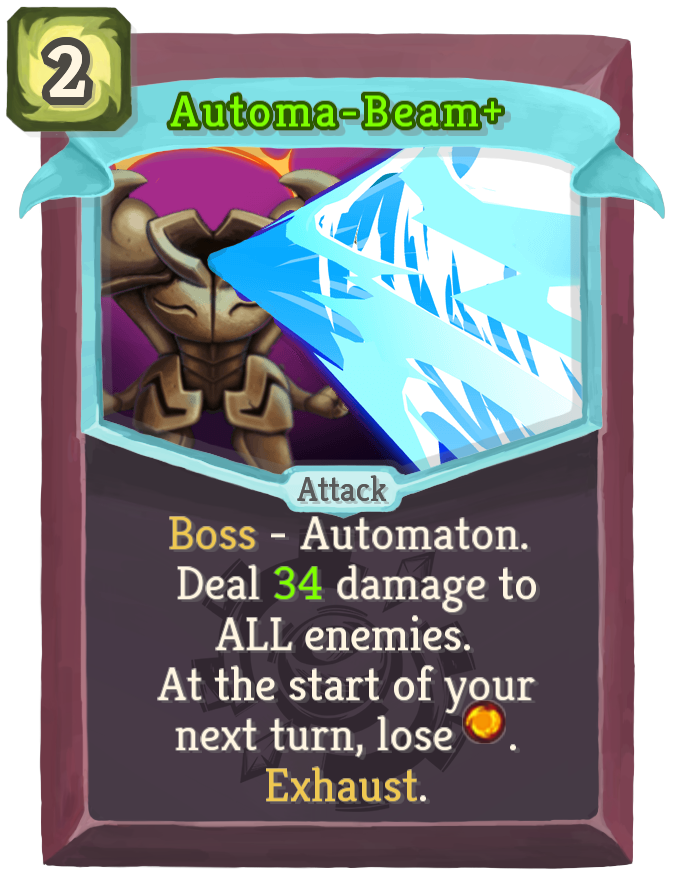 2
Automa-Beam+
Attack
Boss - Automaton.
Deal 34 damage to
ALL enemies.
At the start of your
next turn, lose .
Exhaust.